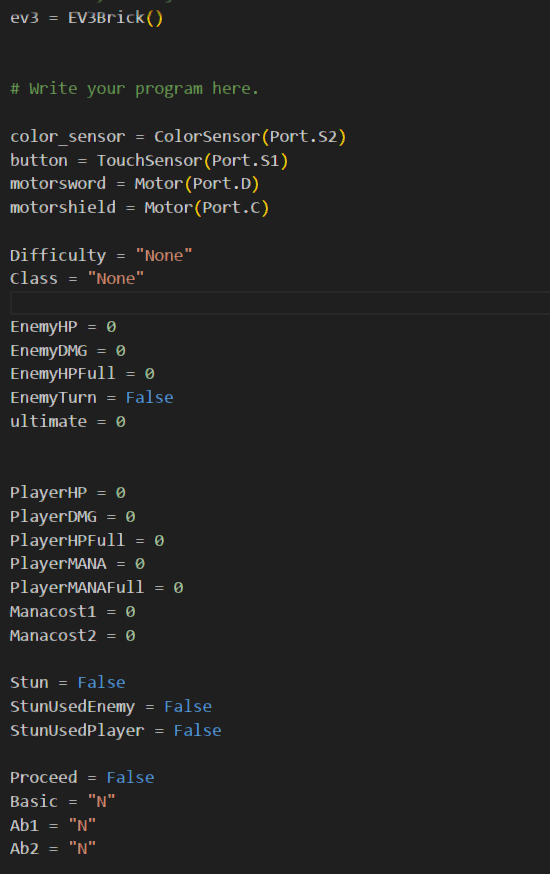 ev3 = EV3Brick()
# Write your program here.
color_sensor = ColorSensor(Port.S2)
button = TouchSensor(Port.S1)
motorsword = Motor(Port.D)
motorshield = Motor(Port.C)
Difficulty = "None"
Class = "None"
EnemyHP = 0
EnemyDMG = 0
EnemyHPFull = 0
EnemyTurn = False
ultimate = 0
PlayerHP = 0
PlayerDMG = 0
PlayerHPFull = 0
PlayerMANA = 0
PlayerMANAFull = 0
Manacost1 = 0
Manacost2 = 0
Stun = False
StunUsedEnemy = False
StunUsedPlayer = False
Proceed = False
Basic = "N"
Ab1 = "N"
Ab2 = "N"